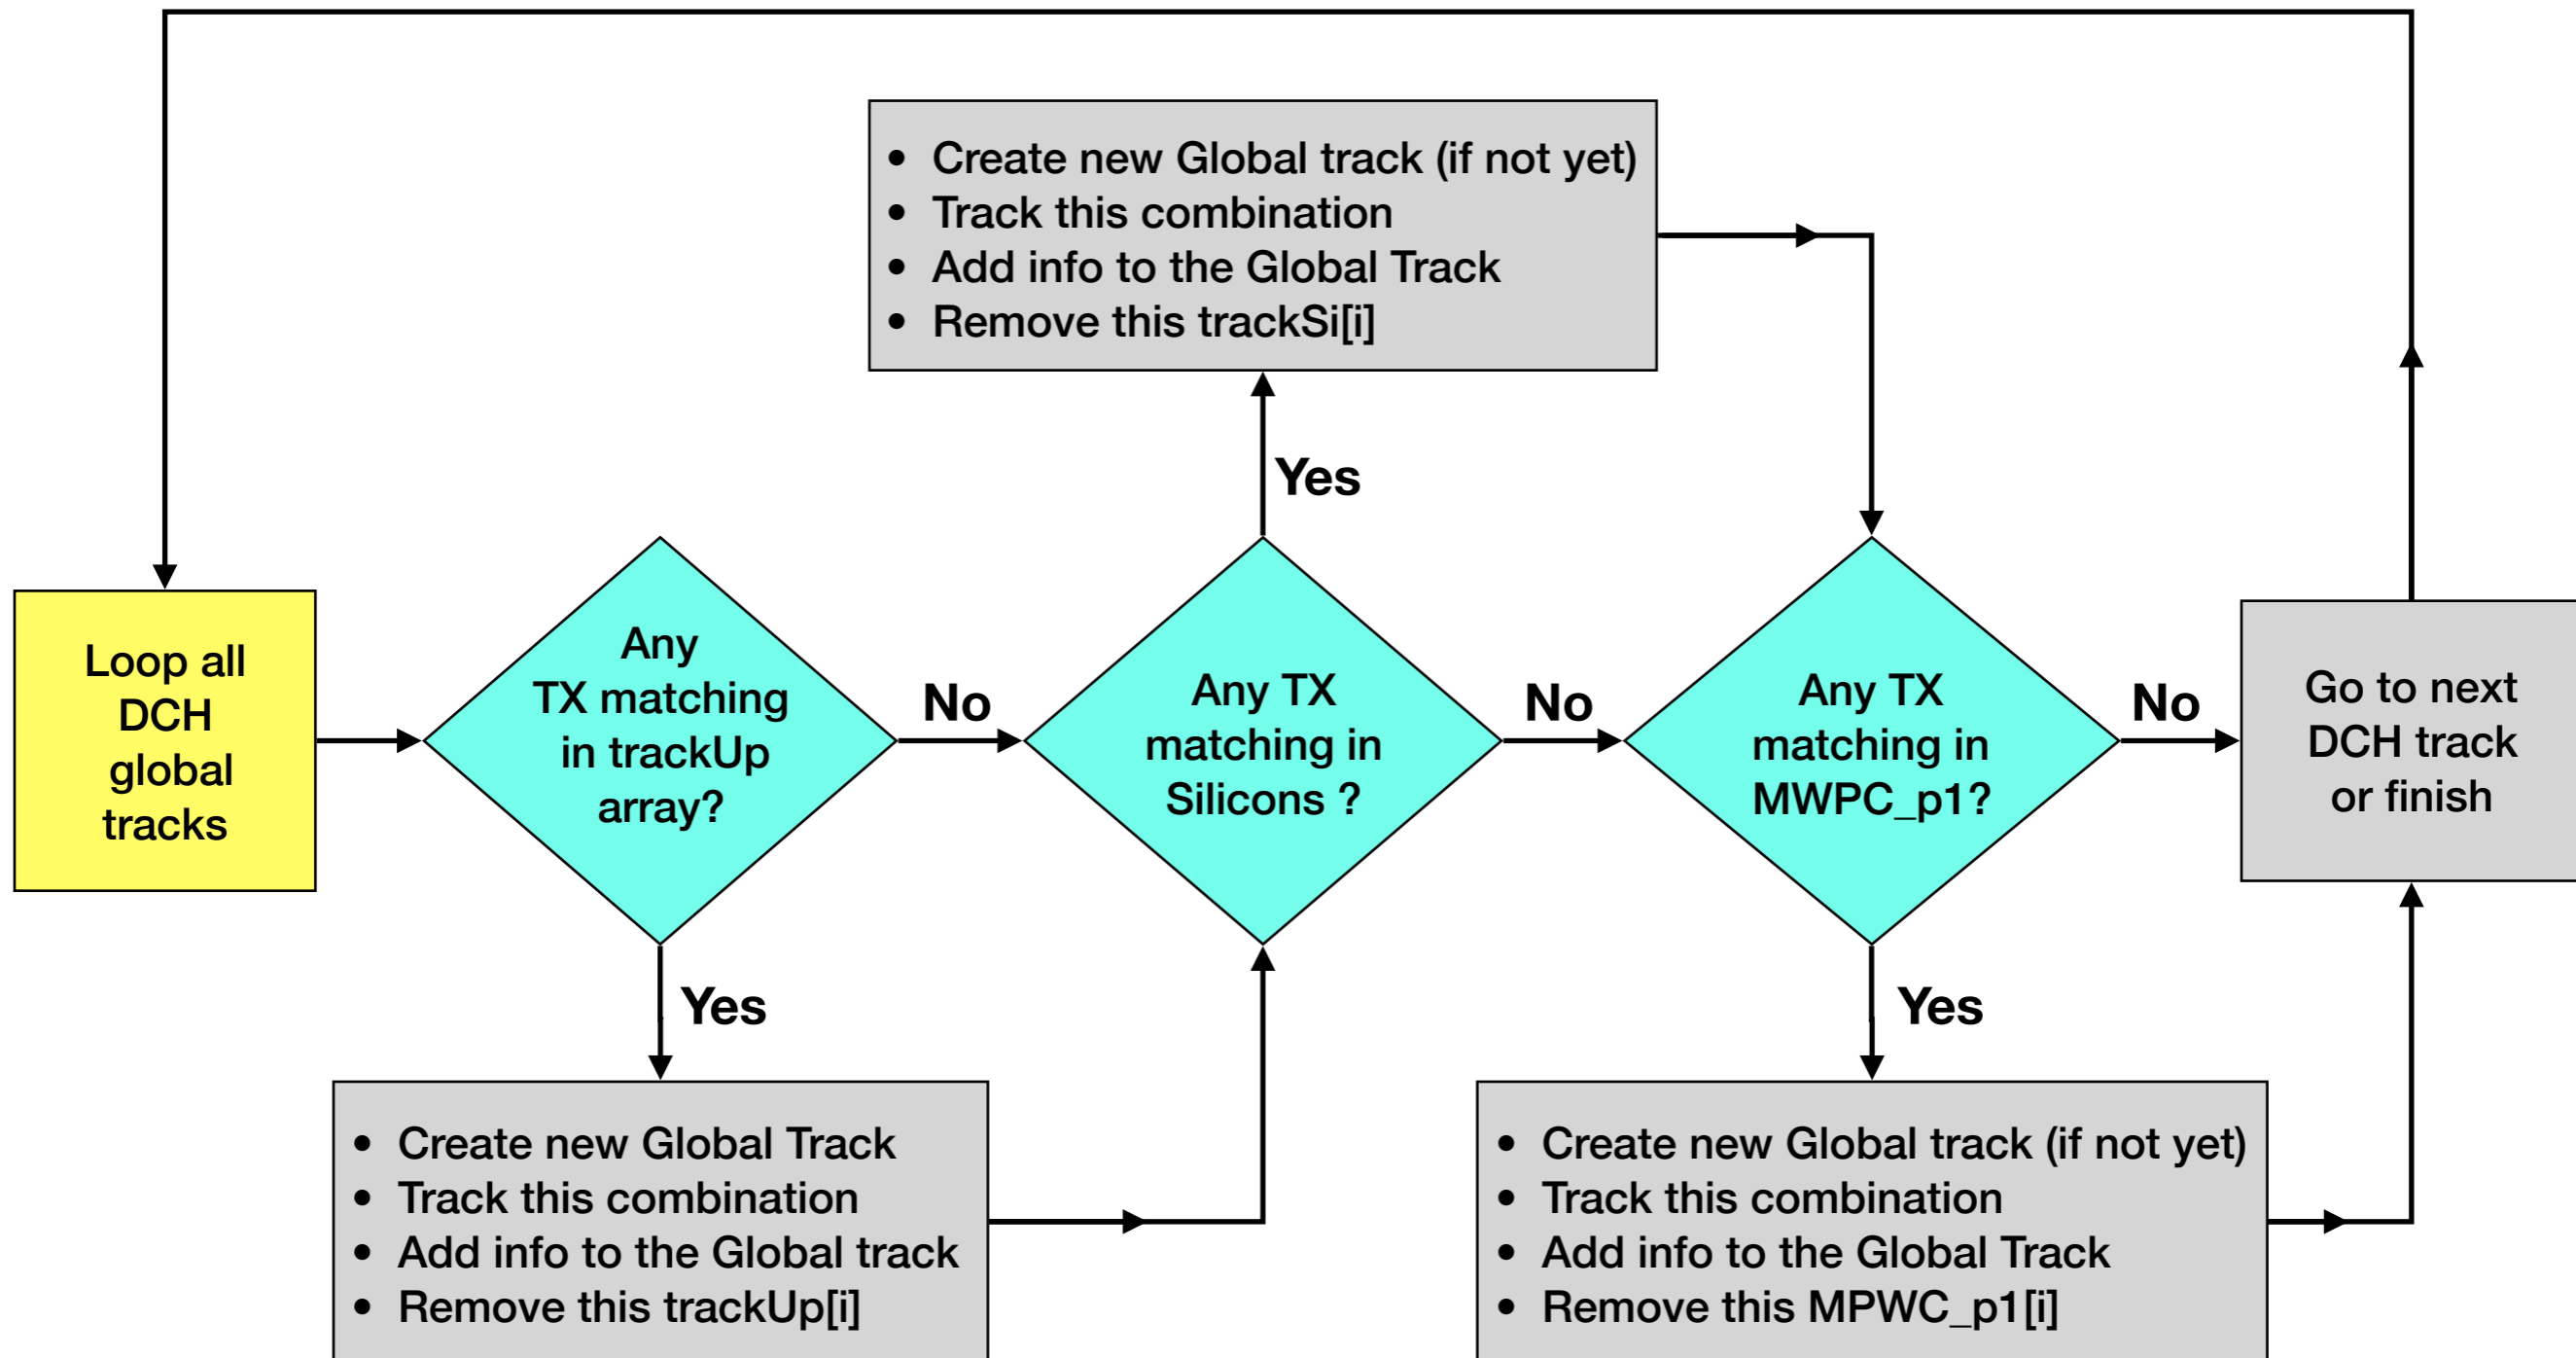 • Create new Global track (if not yet)
• Track this combination
• Add info to the Global Track
• Remove this trackSi[i]
Yes
Loop all
DCH
global
tracks
Any
TX matching
in trackUp
array?
No
Any TX
matching in
Silicons ?
No
Any TX
matching in
MWPC_p1?
No
Go to next
DCH track
or finish
Yes
Yes
• Create new Global Track
• Track this combination
• Add info to the Global track
• Remove this trackUp[i]
• Create new Global track (if not yet)
• Track this combination
• Add info to the Global Track
• Remove this MPWC_p1[i]